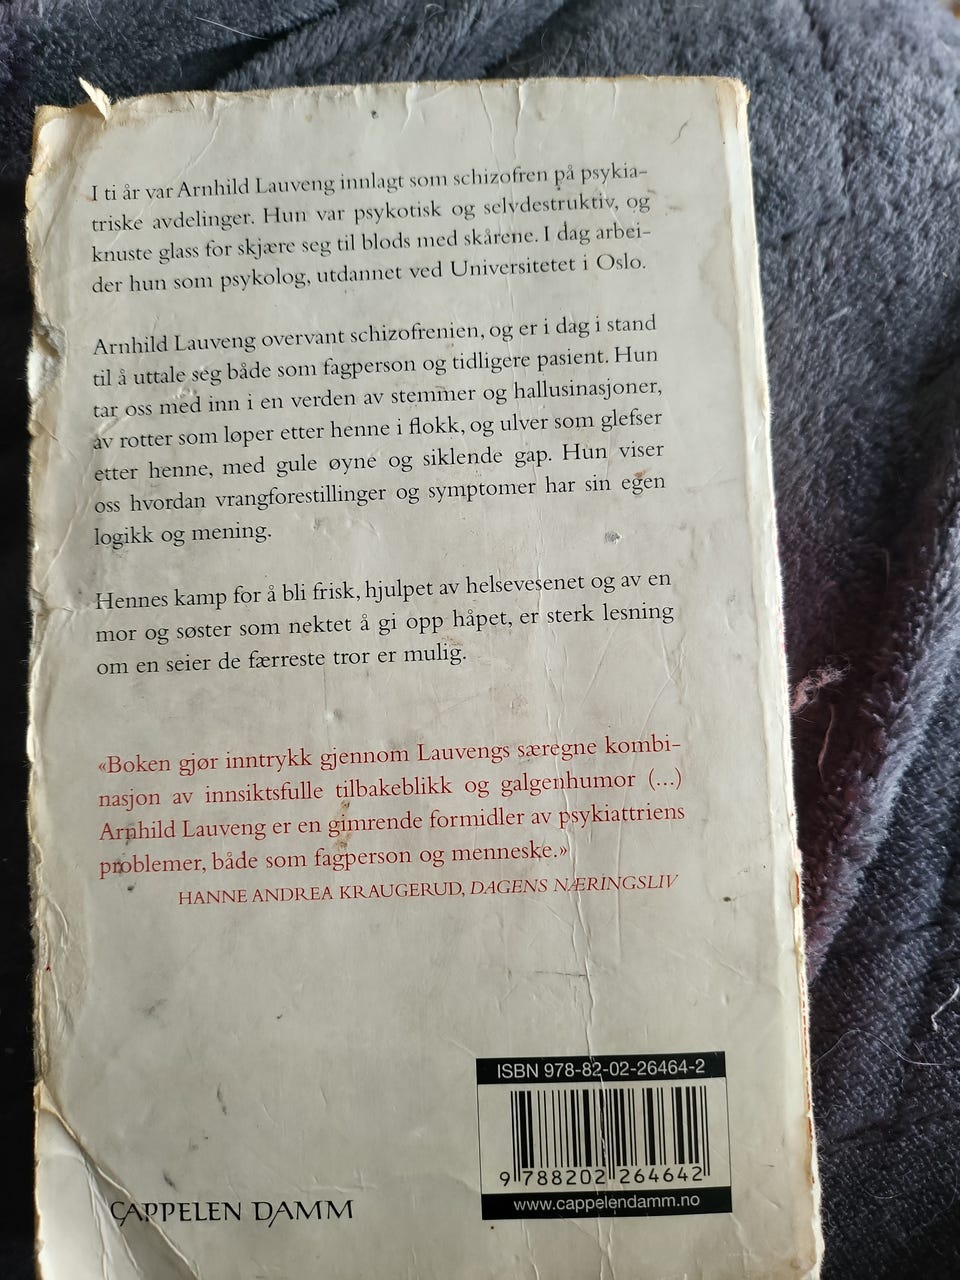 I ti år var Arnhild Lauveng innlagt som schizofren på psykia-
triske avdelinger. Hun var psykotisk og selvdestruktiv, og
knuste glass for skjære seg til blods med skårene. I dag arbei-
der hun som psykolog, utdannet ved Universitetet i Oslo.
Arnhild Lauveng overvant schizofrenien, og er i dag i stand
til å uttale seg både som fagperson og tidligere pasient. Hun
tar oss med inn i en verden av stemmer og hallusinasjoner,
av rotter som løper etter henne i flokk, og ulver som glefser
etter henne, med gule øyne og siklende gap. Hun viser
oss hvordan vrangforestillinger og symptomer har sin egen
logikk og mening.
Hennes kamp for å bli frisk, hjulpet av helsevesenet og av en
mor og søster som nektet å gi opp håpet, er sterk lesning
om en seier de færreste tror er mulig.
«Boken gjør inntrykk gjennom Lauvengs særegne kombi-
nasjon av innsiktsfulle tilbakeblikk og galgenhumor (...)
Arnhild Lauveng er en gimrende formidler av psykiattriens
problemer, både som fagperson og menneske.»
HANNE ANDREA KRAUGERUD, DAGENS NÆRINGSLIV
ISBN 978-82-02-26464-2
9 788202 264642
www.cappelendamm.no
CAPPELEN DAMM